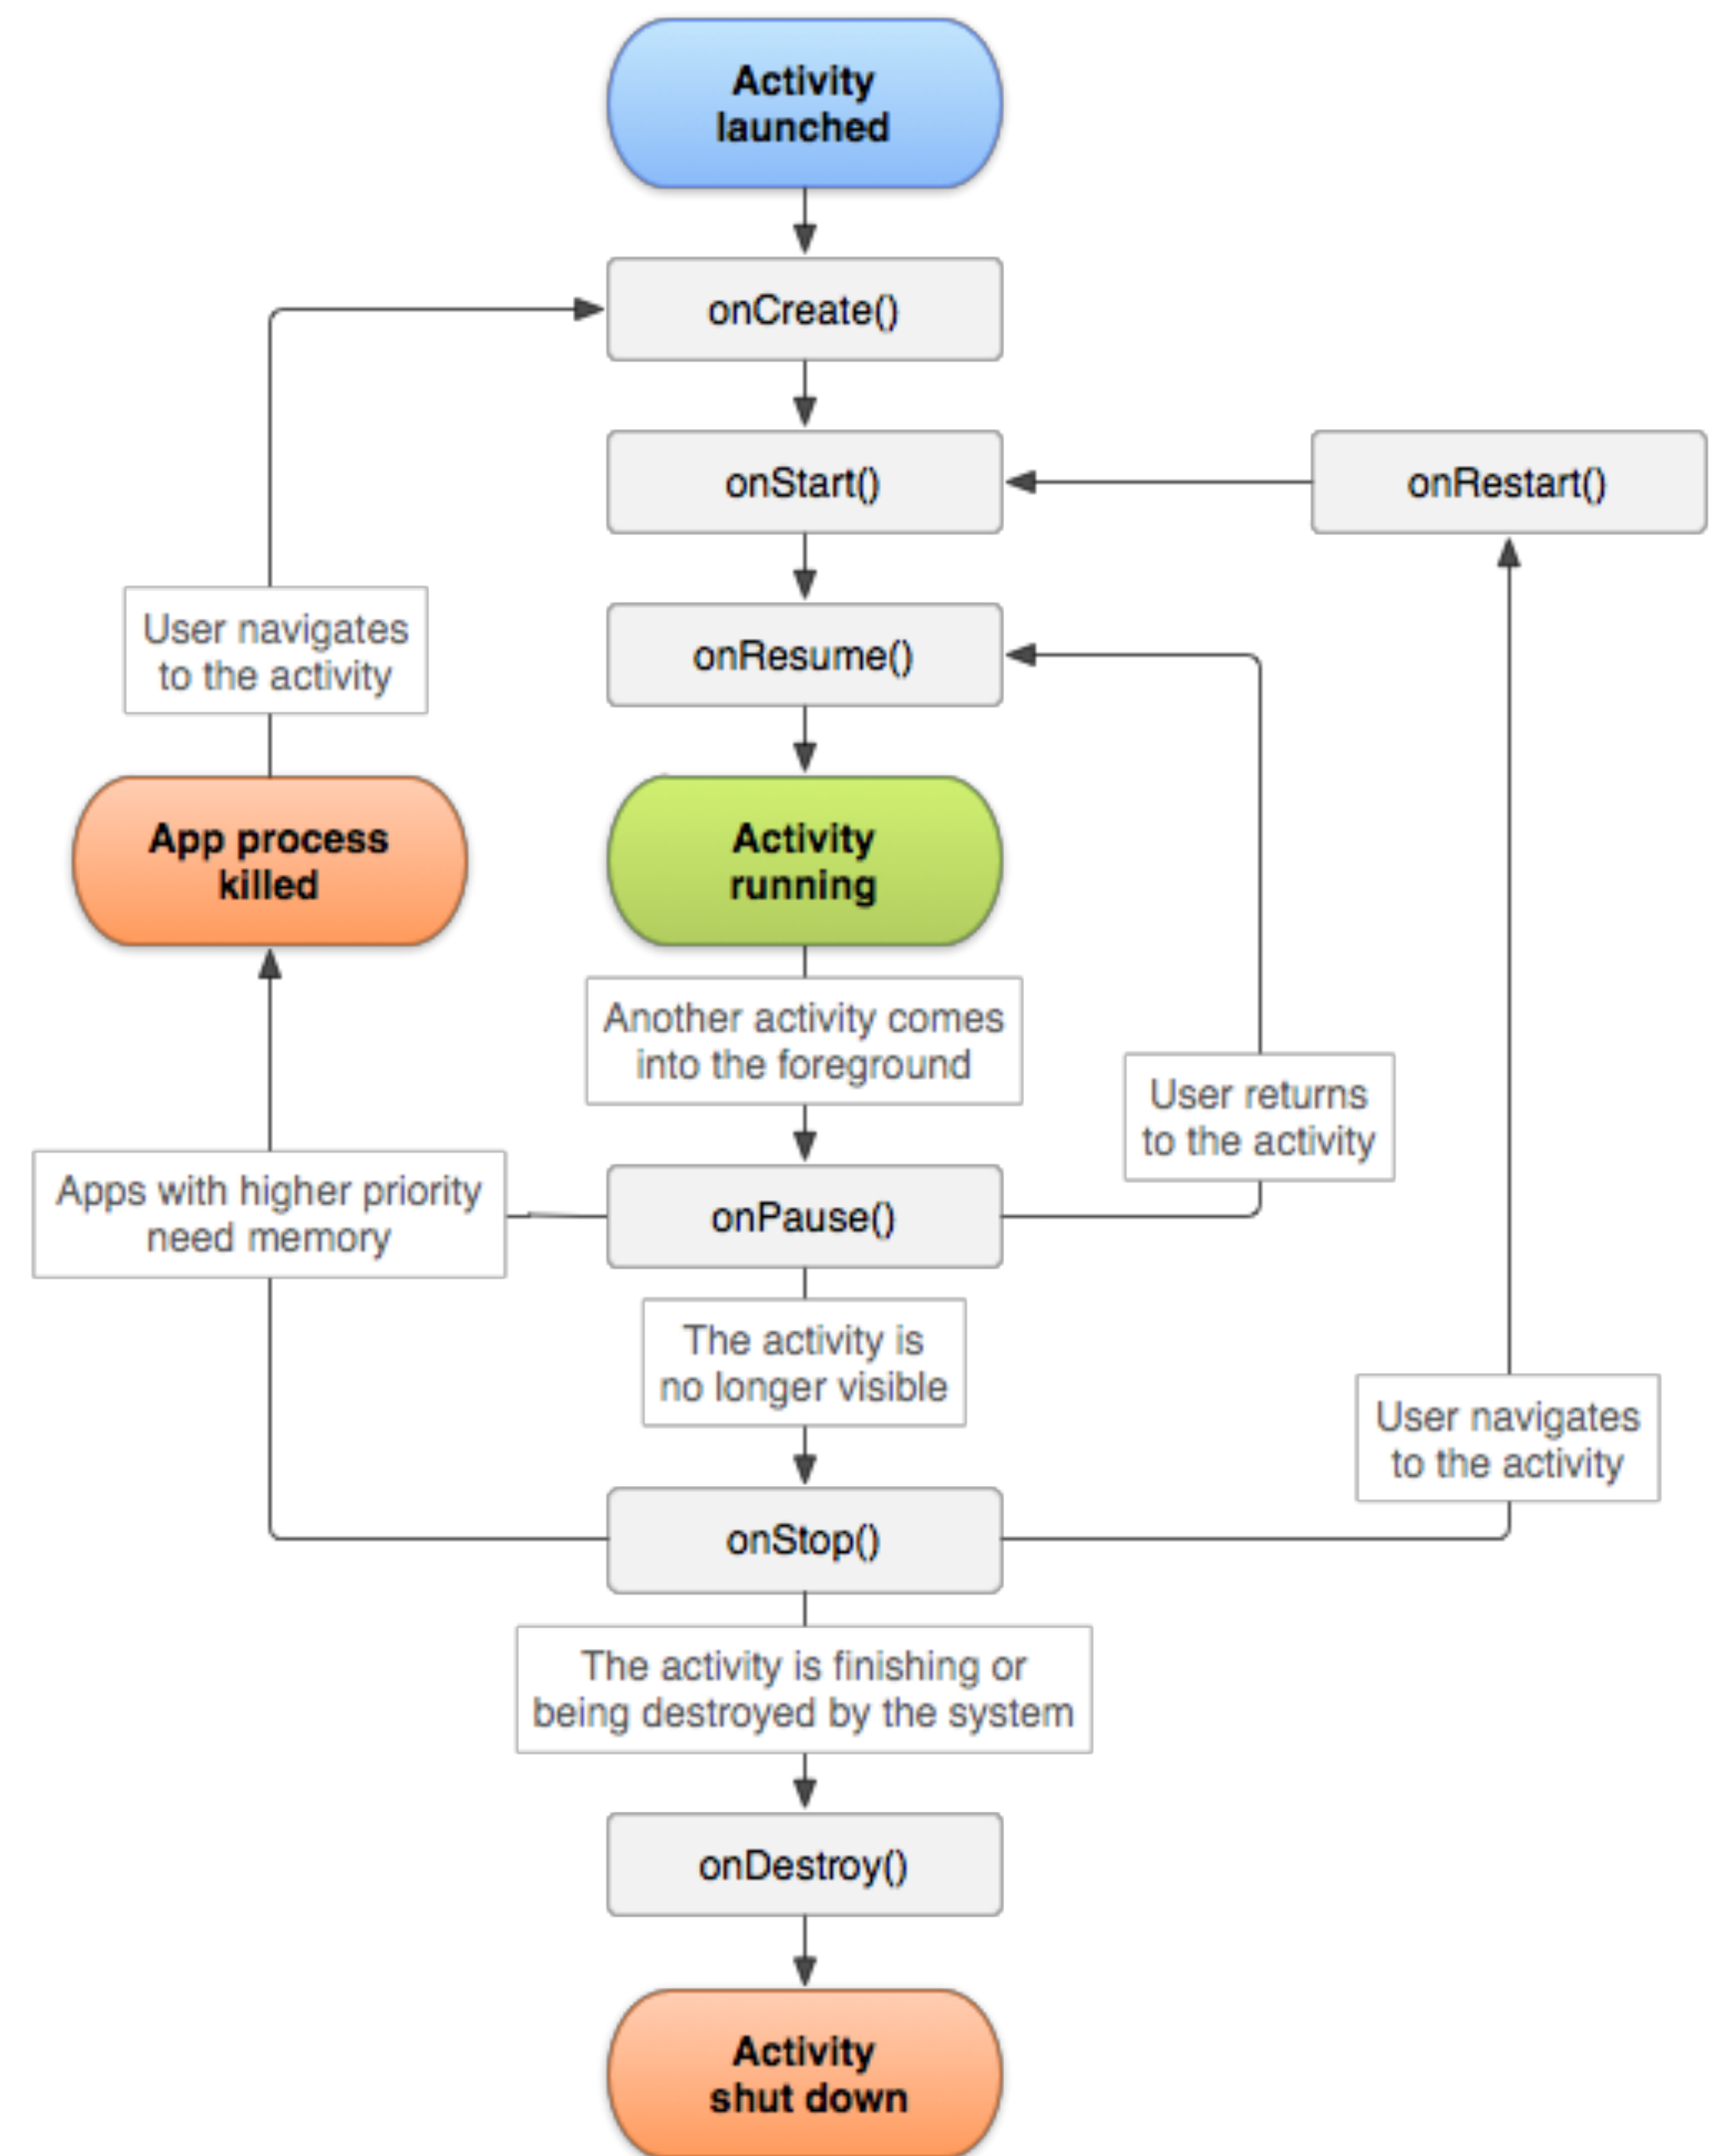 Activity
launched
onCreate()
onStart()
onRestart()
User navigates
to the activity
onResume()
App process
killed
Activity
running
Another activity comes
into the foreground
User returns
to the activity
Apps with higher priority
need memory
onPause()
The activity is
no longer visible
User navigates
to the activity
onStop()
The activity is finishing or
being destroyed by the system
onDestroy()
Activity
shut down